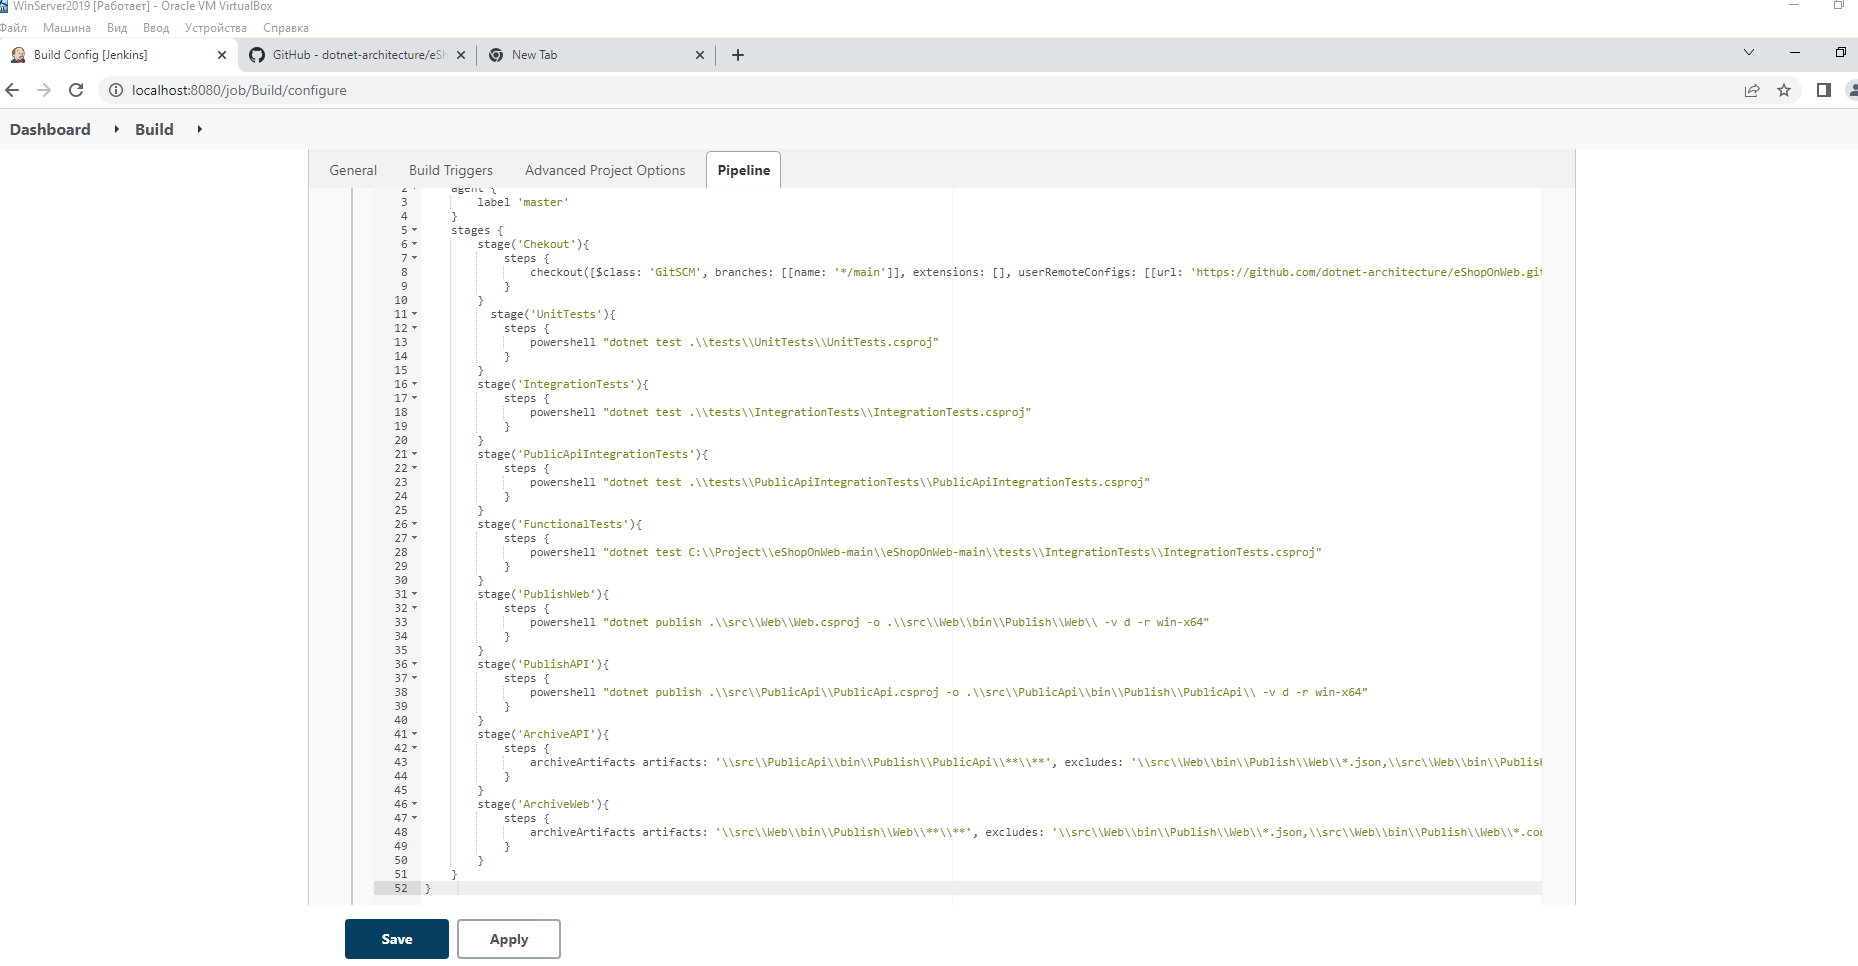 WinServer2019 [Работает] - Oracle VM VirtualBox
Файл Машина Вид Ввод Устройства Справка
Build Config [Jenkins] GitHub - dotnet-architecture/eSh New Tab
localhost:8080/job/Build/configure
Dashboard Build
General Build Triggers Advanced Project Options Pipeline
2 agent {
3 label 'master'
4 }
5 stages {
6 stage('Chekout'){
7 steps {
8 checkout([$class: 'GitSCM', branches: [[name: '*/main']], extensions: [], userRemoteConfigs: [[url: 'https://github.com/dotnet-architecture/eShopOnWeb.git
9 }
10 }
11 stage('UnitTests'){
12 steps {
13 powershell "dotnet test .\\tests\\UnitTests\\UnitTests.csproj"
14 }
15 }
16 stage('IntegrationTests'){
17 steps {
18 powershell "dotnet test .\\tests\\IntegrationTests\\IntegrationTests.csproj"
19 }
20 }
21 stage('PublicApiIntegrationTests'){
22 steps {
23 powershell "dotnet test .\\tests\\PublicApiIntegrationTests\\PublicApiIntegrationTests.csproj"
24 }
25 }
26 stage('FunctionalTests'){
27 steps {
28 powershell "dotnet test C:\\Project\\eShopOnWeb-main\\eShopOnWeb-main\\tests\\IntegrationTests\\IntegrationTests.csproj"
29 }
30 }
31 stage('PublishWeb'){
32 steps {
33 powershell "dotnet publish .\\src\\Web\\Web.csproj -o .\\src\\Web\\bin\\Publish\\Web\\ -v d -r win-x64"
34 }
35 }
36 stage('PublishAPI'){
37 steps {
38 powershell "dotnet publish .\\src\\PublicApi\\PublicApi.csproj -o .\\src\\PublicApi\\bin\\Publish\\PublicApi\\ -v d -r win-x64"
39 }
40 }
41 stage('ArchiveAPI'){
42 steps {
43 archiveArtifacts artifacts: '\\src\\PublicApi\\bin\\Publish\\PublicApi\\**\\**', excludes: '\\src\\Web\\bin\\Publish\\Web\\*.json,\\src\\Web\\bin\\Publish
44 }
45 }
46 stage('ArchiveWeb'){
47 steps {
48 archiveArtifacts artifacts: '\\src\\Web\\bin\\Publish\\Web\\**\\**', excludes: '\\src\\Web\\bin\\Publish\\Web\\*.json,\\src\\Web\\bin\\Publish\\Web\\*.con
49 }
50 }
51 }
52 }
Save Apply